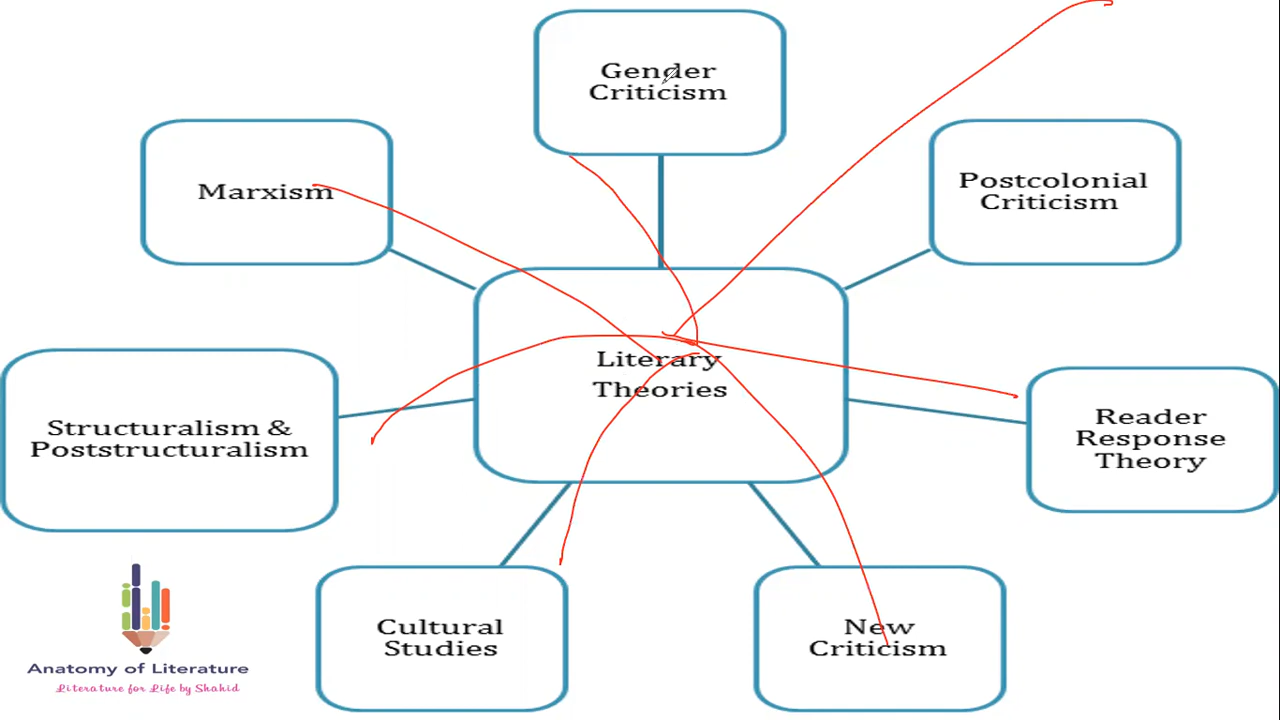 Gender
Criticism
Marxism
Postcolonial
Criticism
Literary
Theories
Structuralism &
Poststructuralism
Reader
Response
Theory
Cultural
Studies
New
Criticism
Anatomy of Literature
Literature for Life by Shahid